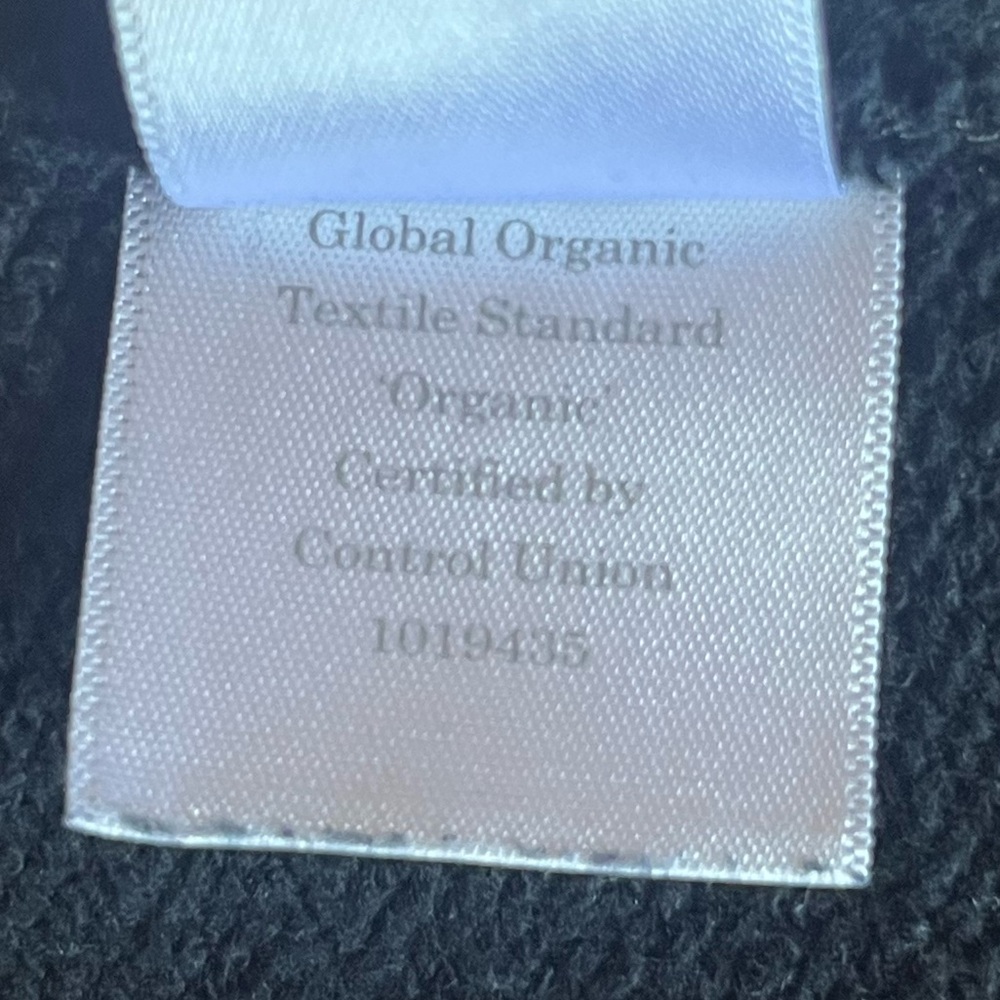 Global Organic
Textile Standard
'Organic'
Certified by
Control Union
1019435